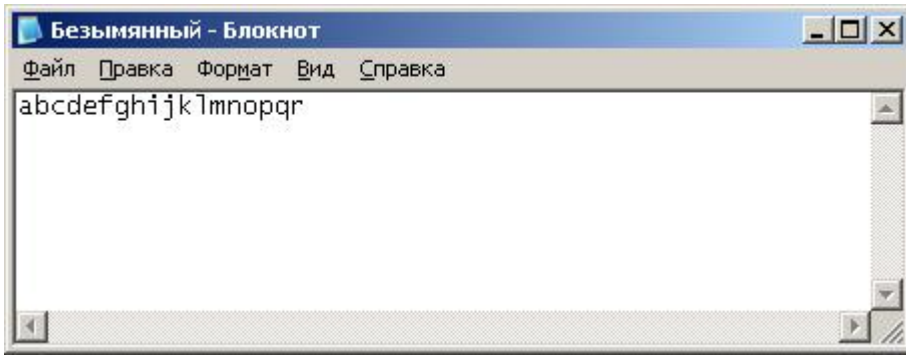 Безымянный - Блокнот
Файл Правка Формат Вид Справка
abcdefghijklmnopqr